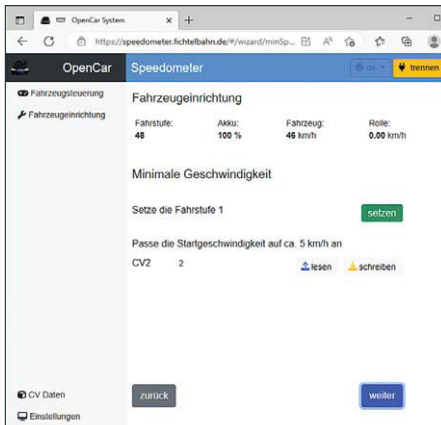 OpenCar System
https://speedometer.fichtelbahn.de/#/wizard/minSp...
OpenCar
Speedometer
de
trennen
Fahrzeugsteuerung
Fahrzeugeinrichtung
Fahrzeugeinrichtung
Fahrstufe: Akku: Fahrzeug: Rolle:
48 100 % 46 km/h 0.00 km/h
Minimale Geschwindigkeit
Setze die Fahrstufe 1 setzen
Passe die Startgeschwindigkeit auf ca. 5 km/h an
CV2 2 lesen schreiben
CV Daten
Einstellungen
zurück weiter